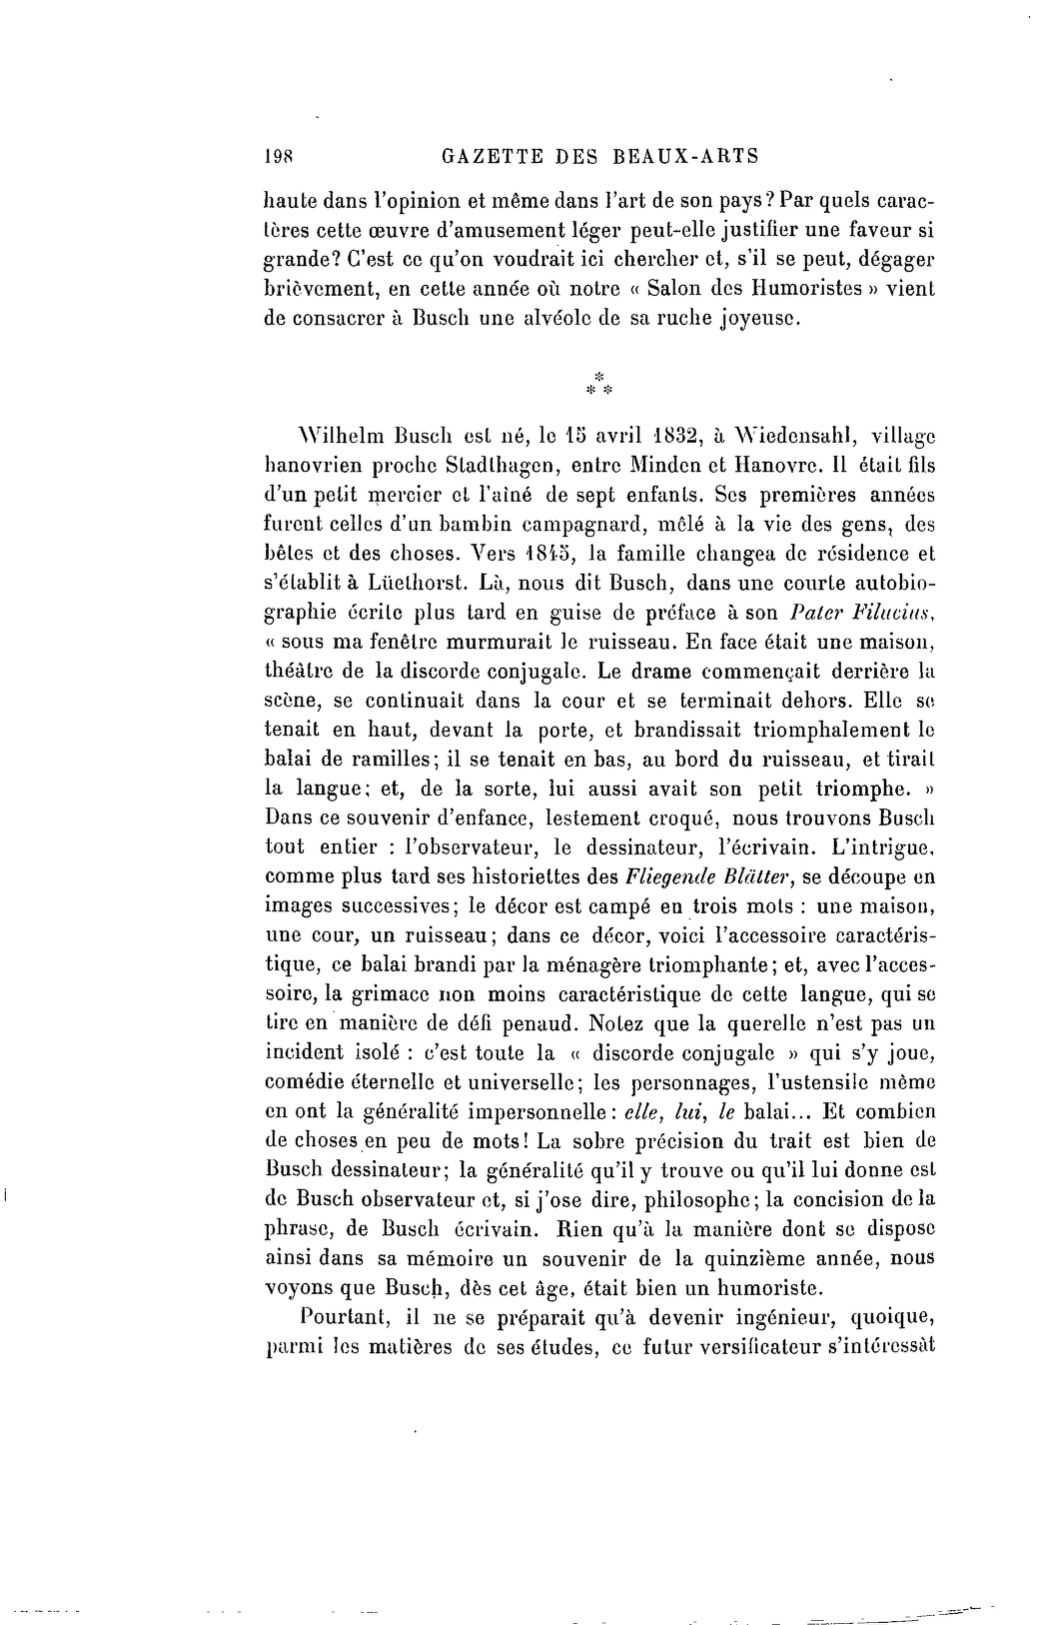 198 GAZETTE DES BEAUX-ARTS
haute dans l'opinion et même dans l'art de son pays? Par quels carac-
tères cette œuvre d'amusement léger peut-elle justifier une faveur si
grande? C'est ce qu'on voudrait ici chercher et, s'il se peut, dégager
brièvement, en cette année où notre « Salon des Humoristes » vient
de consacrer à Busch une alvéole de sa ruche joyeuse.
*
* *
Wilhelm Busch est né, le 15 avril 1832, à Wiedensahl, village
hanovrien proche Stadthagen, entre Minden et Hanovre. Il était fils
d'un petit mercier et l'aîné de sept enfants. Ses premières années
furent celles d'un bambin campagnard, mêlé à la vie des gens, des
bêtes et des choses. Vers 1845, la famille changea de résidence et
s'établit à Lüethorst. Là, nous dit Busch, dans une courte autobio-
graphie écrite plus tard en guise de préface à son Pater Filucius,
« sous ma fenêtre murmurait le ruisseau. En face était une maison,
théâtre de la discorde conjugale. Le drame commençait derrière la
scène, se continuait dans la cour et se terminait dehors. Elle se
tenait en haut, devant la porte, et brandissait triomphalement le
balai de ramilles; il se tenait en bas, au bord du ruisseau, et tirait
la langue; et, de la sorte, lui aussi avait son petit triomphe. »
Dans ce souvenir d'enfance, lestement croqué, nous trouvons Busch
tout entier : l'observateur, le dessinateur, l'écrivain. L'intrigue,
comme plus tard ses historiettes des Fliegende Blätter, se découpe en
images successives; le décor est campé en trois mots : une maison,
une cour, un ruisseau; dans ce décor, voici l'accessoire caractéris-
tique, ce balai brandi par la ménagère triomphante; et, avec l'acces-
soire, la grimace non moins caractéristique de cette langue, qui se
tire en manière de défi penaud. Notez que la querelle n'est pas un
incident isolé : c'est toute la « discorde conjugale » qui s'y joue,
comédie éternelle et universelle; les personnages, l'ustensile même
en ont la généralité impersonnelle : elle, lui, le balai... Et combien
de choses en peu de mots! La sobre précision du trait est bien de
Busch dessinateur; la généralité qu'il y trouve ou qu'il lui donne est
de Busch observateur et, si j'ose dire, philosophe; la concision de la
phrase, de Busch écrivain. Rien qu'à la manière dont se dispose
ainsi dans sa mémoire un souvenir de la quinzième année, nous
voyons que Busch, dès cet âge, était bien un humoriste.
Pourtant, il ne se préparait qu'à devenir ingénieur, quoique,
parmi les matières de ses études, ce futur versificateur s'intéressàt